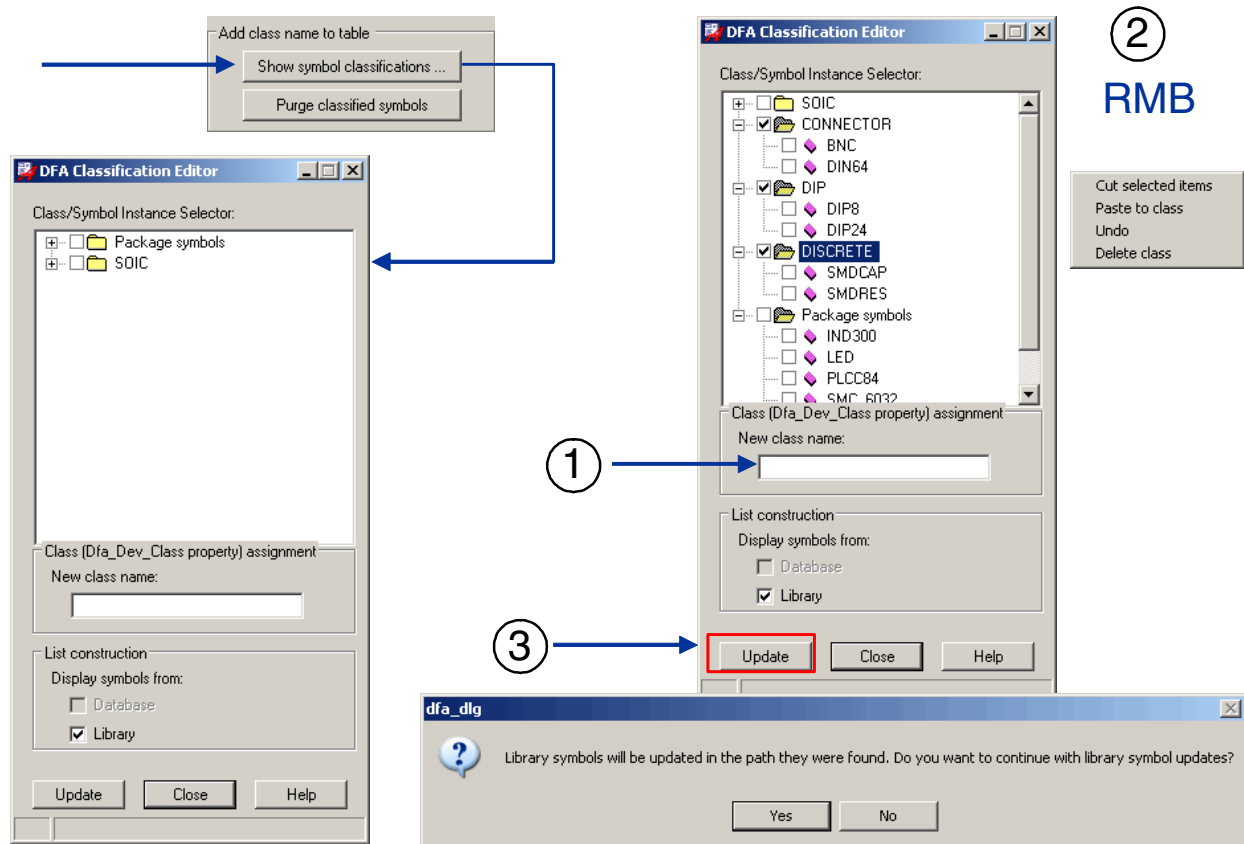 Add class name to table
Show symbol classifications ...
Purge classified symbols
DFA Classification Editor
Class/Symbol Instance Selector:
Package symbols
SOIC
Class (Dfa_Dev_Class property) assignment
New class name:
List construction
Display symbols from:
Database
Library
Update Close Help
DFA Classification Editor
Class/Symbol Instance Selector:
SOIC
CONNECTOR
BNC
DIN64
DIP
DIP8
DIP24
DISCRETE
SMDCAP
SMDRES
Package symbols
IND300
LED
PLCC84
SMC_6032
Class (Dfa_Dev_Class property) assignment
1
New class name:
List construction
Display symbols from:
Database
Library
3
Update Close Help
2
RMB
Cut selected items
Paste to class
Undo
Delete class
dfa_dlg
Library symbols will be updated in the path they were found. Do you want to continue with library symbol updates?
Yes No